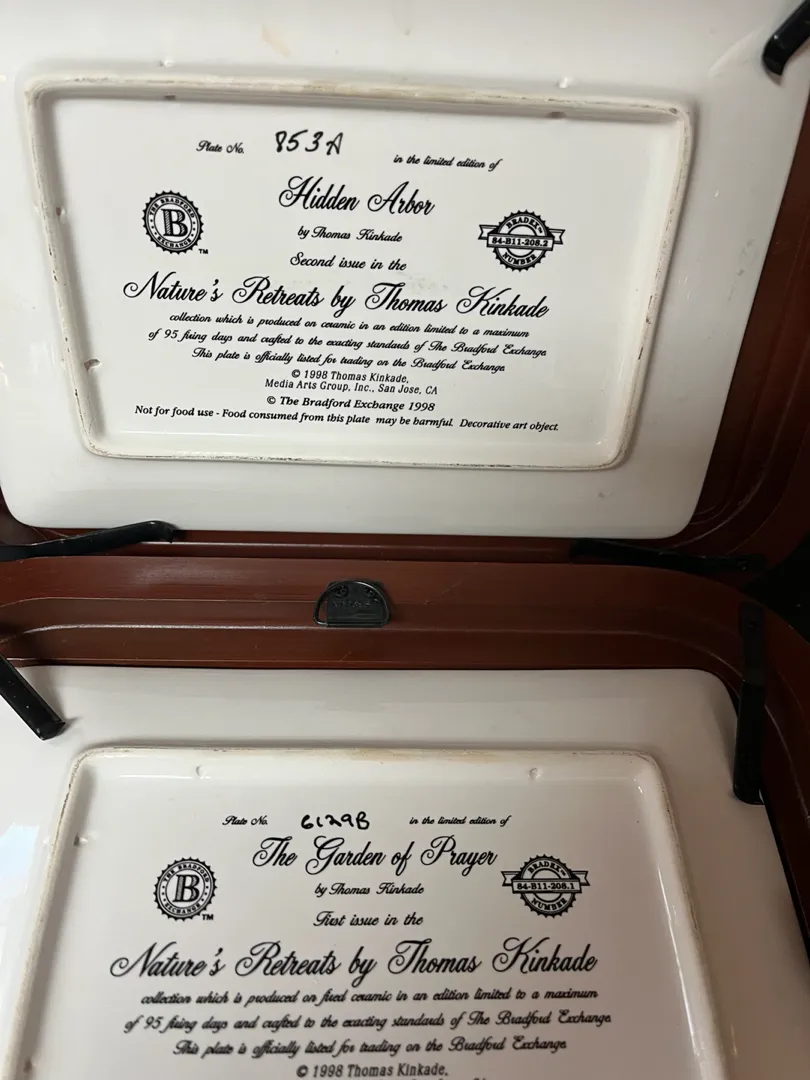 Plate No. 853A in the limited edition of
Hidden Arbor
by Thomas Kinkade
THE BRADFORD EXCHANGE B TM
BRADEX™ 84-B11-208.2 NUMBER
Second issue in the
Nature's Retreats by Thomas Kinkade
collection which is produced on ceramic in an edition limited to a maximum
of 95 firing days and crafted to the exacting standards of The Bradford Exchange
This plate is officially listed for trading on the Bradford Exchange
© 1998 Thomas Kinkade,
Media Arts Group, Inc., San Jose, CA
© The Bradford Exchange 1998
Not for food use - Food consumed from this plate may be harmful. Decorative art object.
Plate No. 6129B in the limited edition of
The Garden of Prayer
by Thomas Kinkade
THE BRADFORD EXCHANGE B TM
BRADEX™ 84-B11-208.1 NUMBER
First issue in the
Nature's Retreats by Thomas Kinkade
collection which is produced on fired ceramic in an edition limited to a maximum
of 95 firing days and crafted to the exacting standards of The Bradford Exchange
This plate is officially listed for trading on the Bradford Exchange
© 1998 Thomas Kinkade,